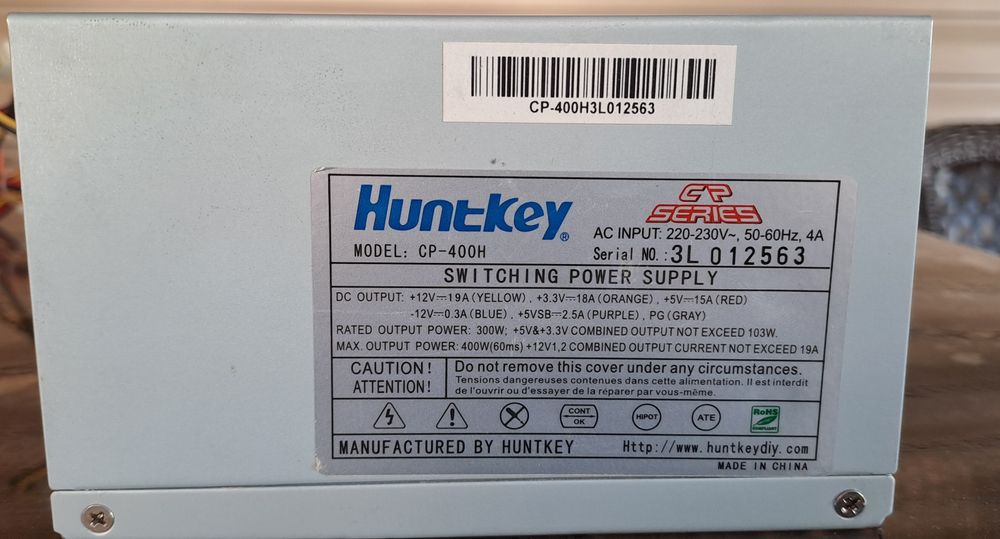 CP-400H3L012563
Huntkey®
CP SERIES
AC INPUT: 220-230V~, 50-60Hz, 4A
MODEL: CP-400H
Serial NO.: 3L 012563
SWITCHING POWER SUPPLY
DC OUTPUT: +12V⎓19A(YELLOW), +3.3V⎓18A(ORANGE), +5V⎓15A(RED)
-12V⎓0.3A(BLUE), +5VSB⎓2.5A(PURPLE), PG(GRAY)
RATED OUTPUT POWER: 300W; +5V&+3.3V COMBINED OUTPUT NOT EXCEED 103W.
MAX. OUTPUT POWER: 400W(60ms) +12V1,2 COMBINED OUTPUT CURRENT NOT EXCEED 19A
CAUTION!
ATTENTION!
Do not remove this cover under any circumstances.
Tensions dangereuses contenues dans cette alimentation. Il est interdit
de l'ouvrir ou d'essayer de la réparer par vous-même.
CONT
OK
HIPOT
ATE
RoHS
COMPLIANT
MANUFACTURED BY HUNTKEY
Http://www.huntkeydiy.com
MADE IN CHINA